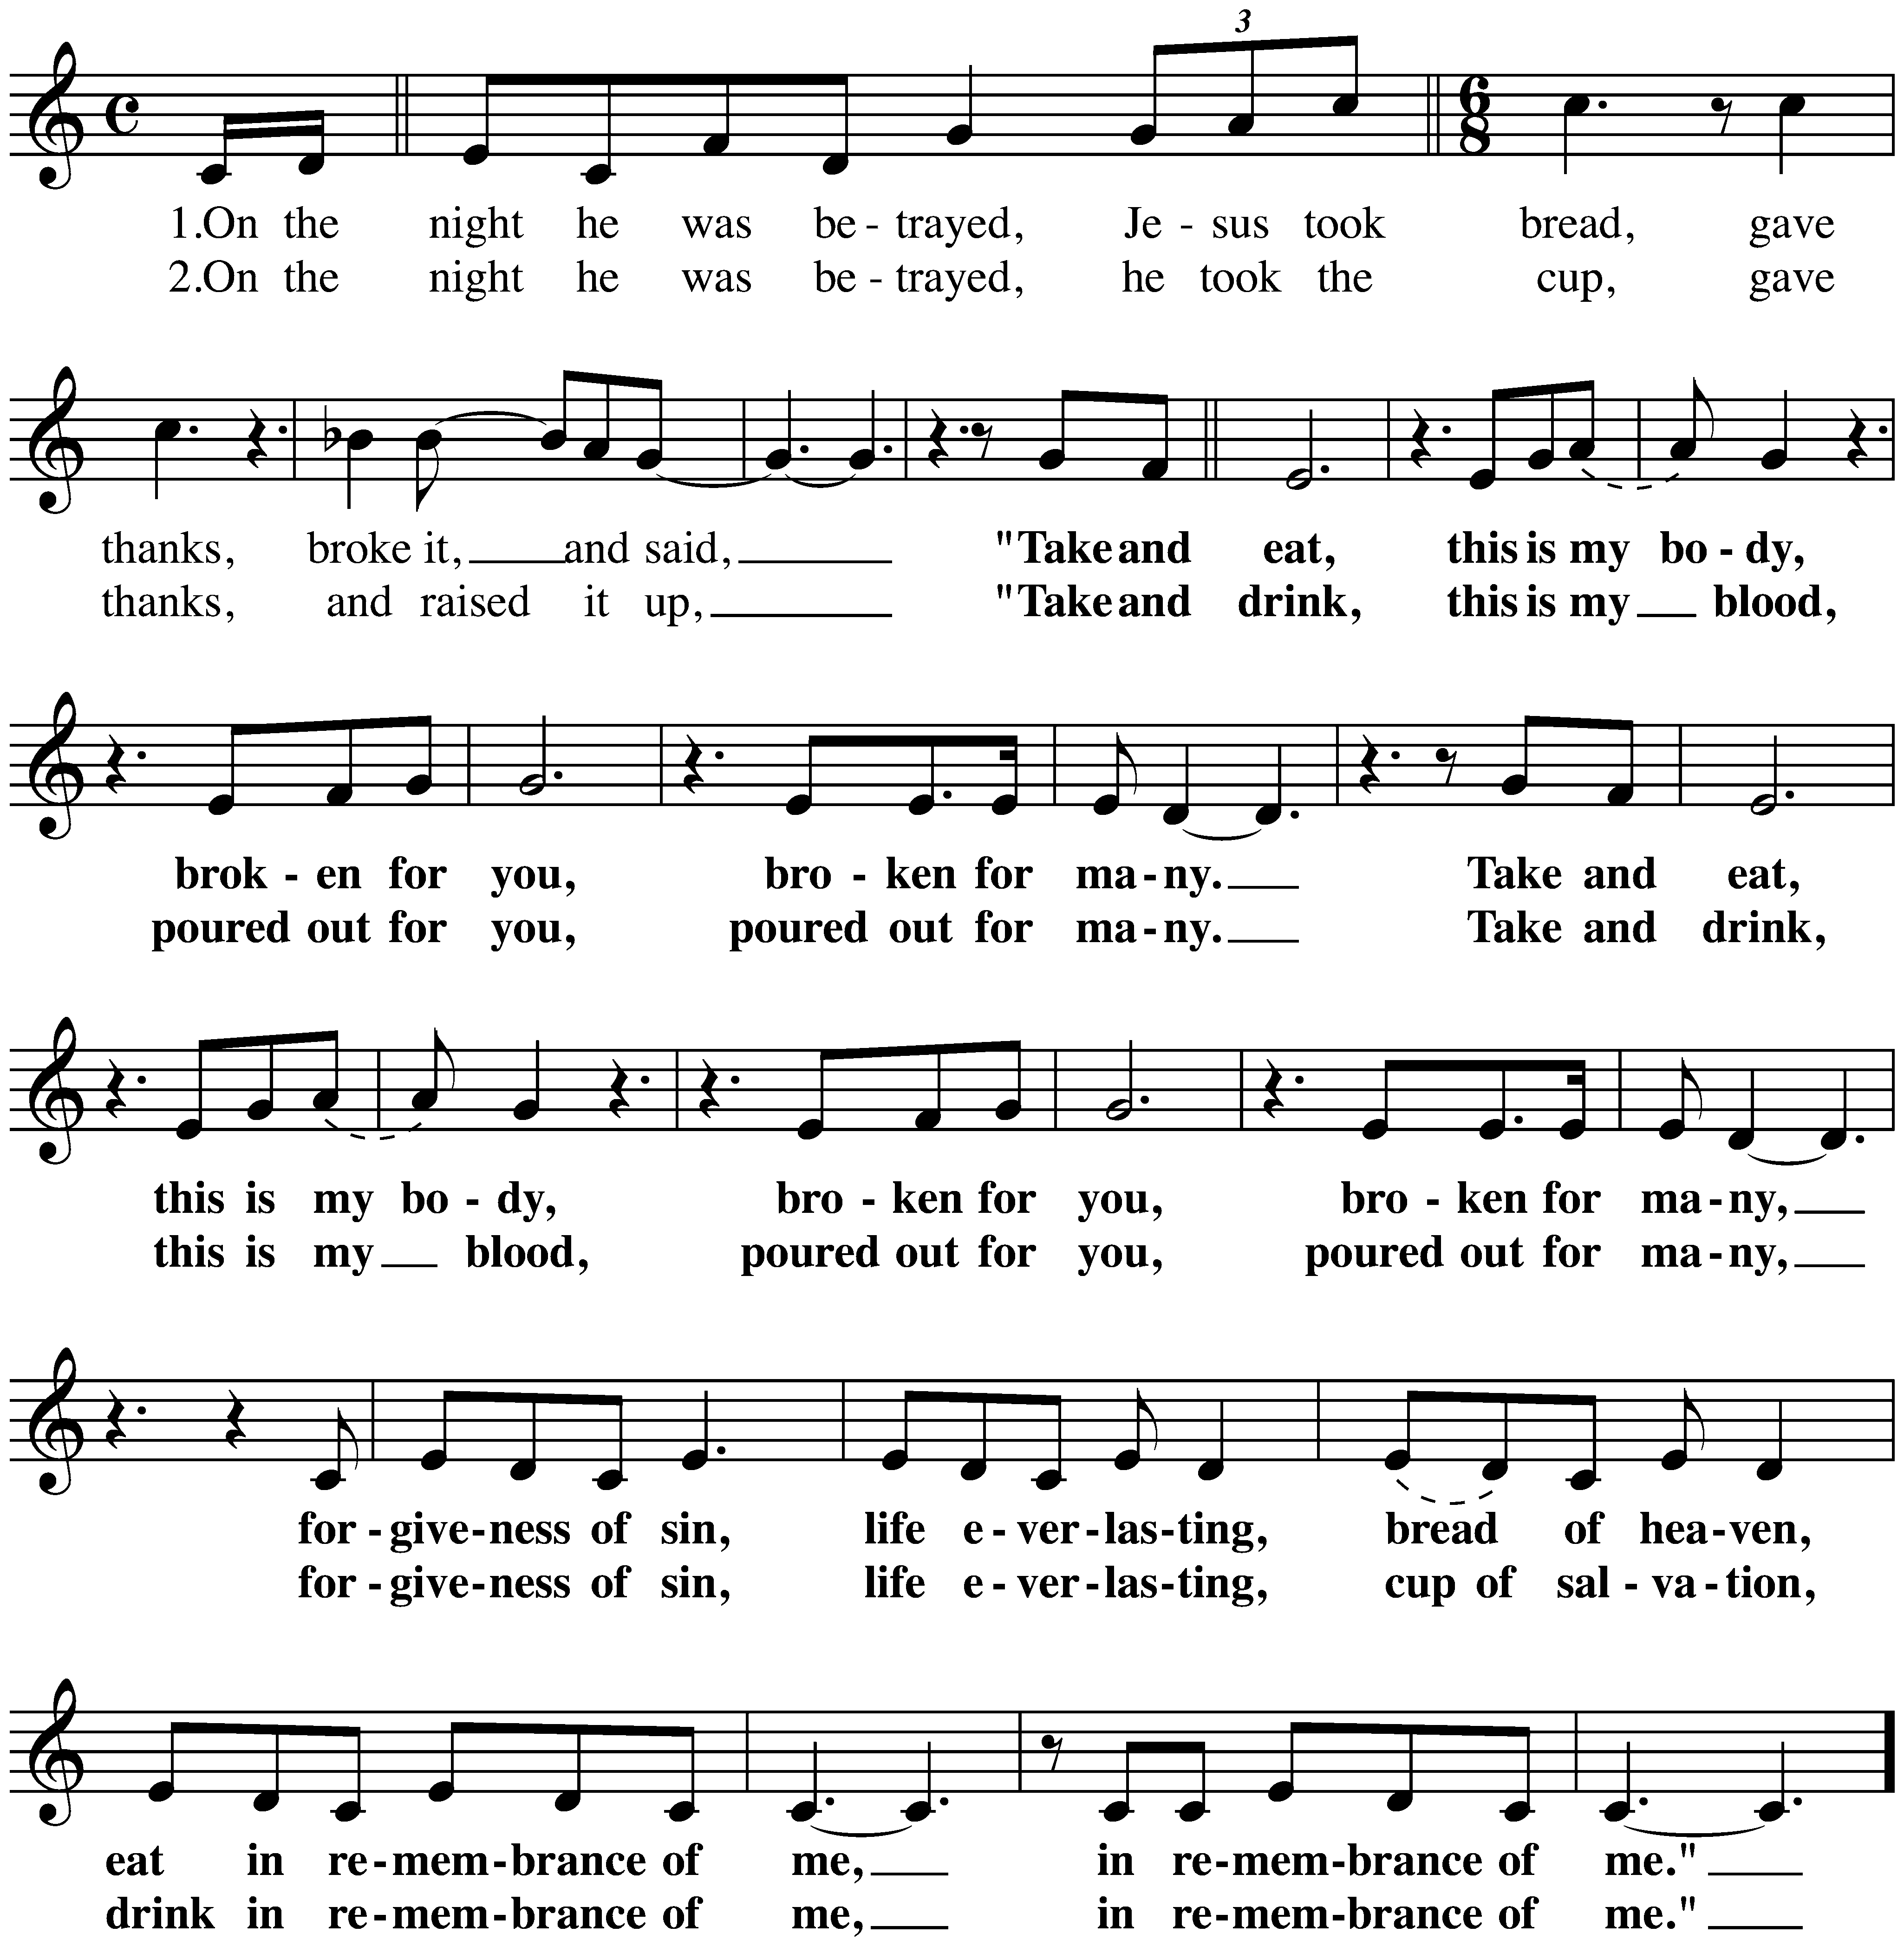 3
6
8
1.On the night he was be - trayed, Je - sus took bread, gave
2.On the night he was be - trayed, he took the cup, gave
thanks, broke it, and said, "Take and eat, this is my bo - dy,
thanks, and raised it up, "Take and drink, this is my blood,
brok - en for you, bro - ken for ma - ny. Take and eat,
poured out for you, poured out for ma - ny. Take and drink,
this is my bo - dy, bro - ken for you, bro - ken for ma - ny,
this is my blood, poured out for you, poured out for ma - ny,
for - give - ness of sin, life e - ver - las - ting, bread of hea - ven,
for - give - ness of sin, life e - ver - las - ting, cup of sal - va - tion,
eat in re - mem - brance of me, in re - mem - brance of me."
drink in re - mem - brance of me, in re - mem - brance of me."